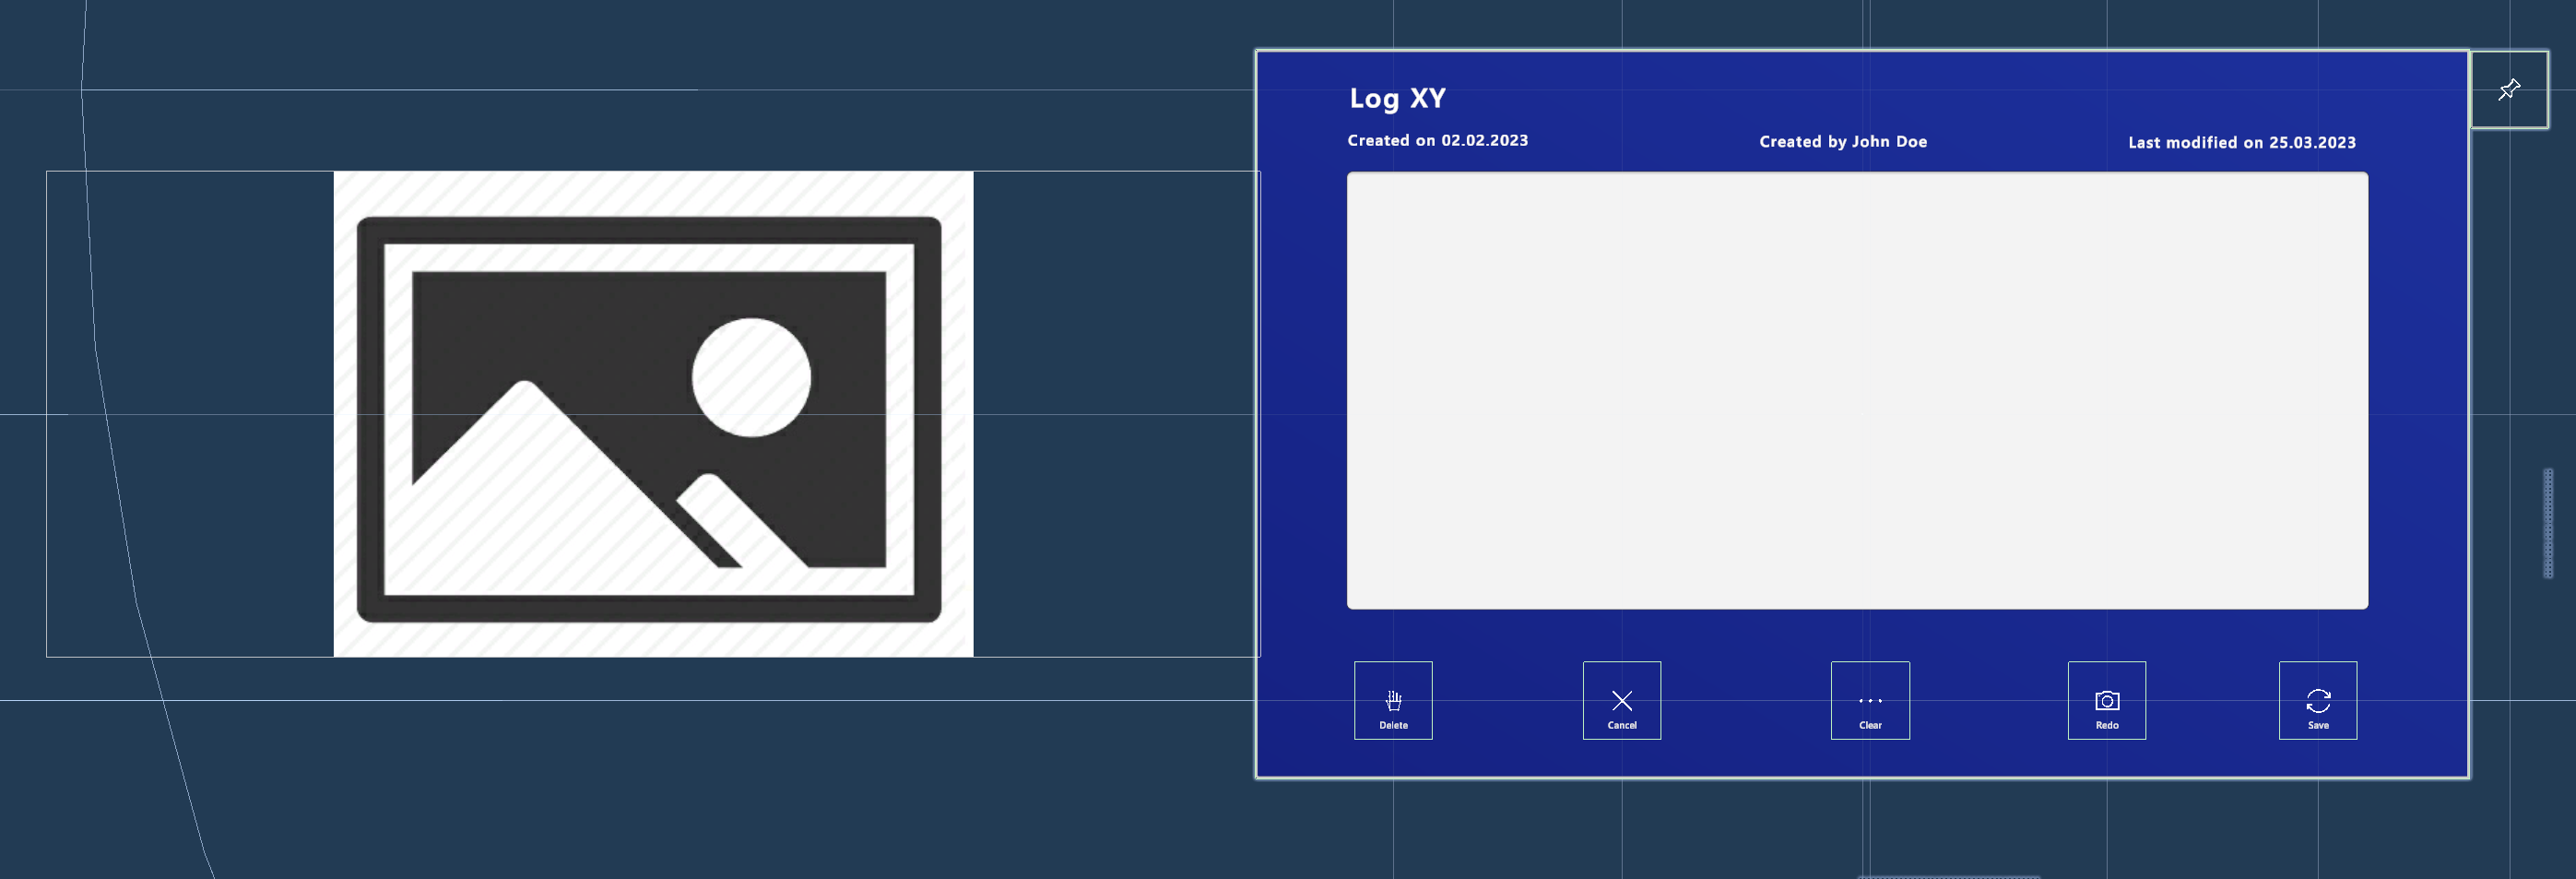 Log XY
Created on 02.02.2023
Created by John Doe
Last modified on 25.03.2023
Delete
Cancel
Clear
Redo
Save